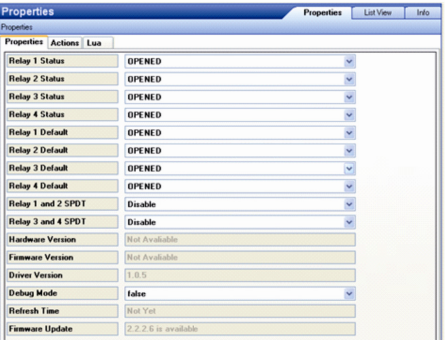 Properties Properties List View Info
Properties
Properties Actions Lua
Relay 1 Status OPENED
Relay 2 Status OPENED
Relay 3 Status OPENED
Relay 4 Status OPENED
Relay 1 Default OPENED
Relay 2 Default OPENED
Relay 3 Default OPENED
Relay 4 Default OPENED
Relay 1 and 2 SPDT Disable
Relay 3 and 4 SPDT Disable
Hardware Version Not Avaliable
Firmware Version Not Avaliable
Driver Version 1.0.5
Debug Mode false
Refresh Time Not Yet
Firmware Update 2.2.2.6 is available